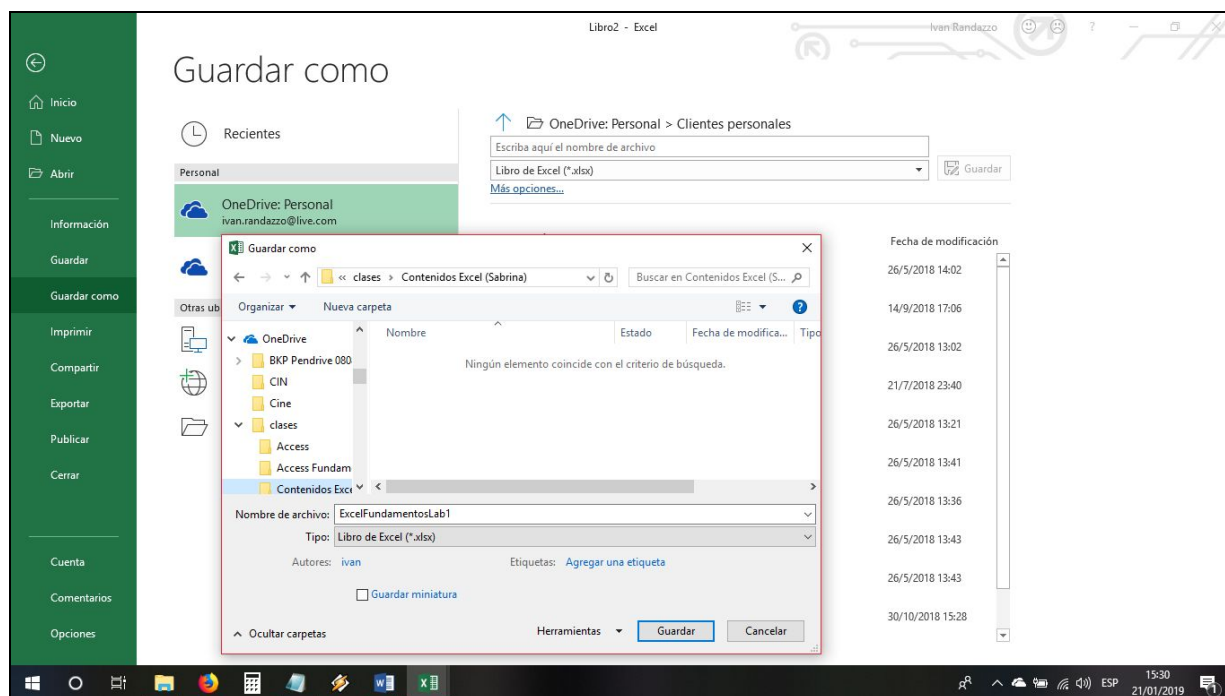 Libro2 - Excel
Ivan Randazzo
?
Guardar como
Inicio
Nuevo
Abrir
Información
Guardar
Guardar como
Imprimir
Compartir
Exportar
Publicar
Cerrar
Cuenta
Comentarios
Opciones
Recientes
Personal
OneDrive: Personal
ivan.randazzo@live.com
Otras ub
OneDrive: Personal > Clientes personales
Escriba aquí el nombre de archivo
Libro de Excel (*.xlsx)
Guardar
Más opciones...
Fecha de modificación
26/5/2018 14:02
14/9/2018 17:06
26/5/2018 13:02
21/7/2018 23:40
26/5/2018 13:21
26/5/2018 13:41
26/5/2018 13:36
26/5/2018 13:43
26/5/2018 13:43
30/10/2018 15:28
Guardar como
« clases › Contenidos Excel (Sabrina)
Buscar en Contenidos Excel (S...
Organizar
Nueva carpeta
?
OneDrive
BKP Pendrive 080
CIN
Cine
clases
Access
Access Fundam
Contenidos Exce
Nombre Estado Fecha de modifica... Tipo
Ningún elemento coincide con el criterio de búsqueda.
Nombre de archivo: ExcelFundamentosLab1
Tipo: Libro de Excel (*.xlsx)
Autores: ivan
Etiquetas: Agregar una etiqueta
Guardar miniatura
Ocultar carpetas
Herramientas
Guardar
Cancelar
ESP
15:30
21/01/2019